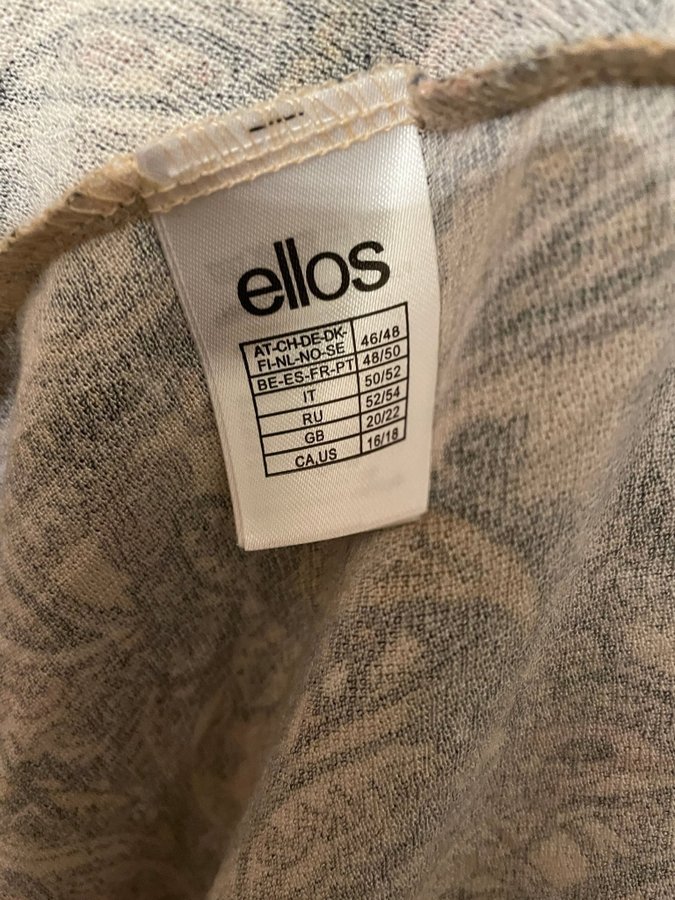 ellos
AT-CH-DE-DK-
FI-NL-NO-SE 46/48
BE-ES-FR-PT 48/50
IT 50/52
RU 52/54
GB 20/22
CA,US 16/18